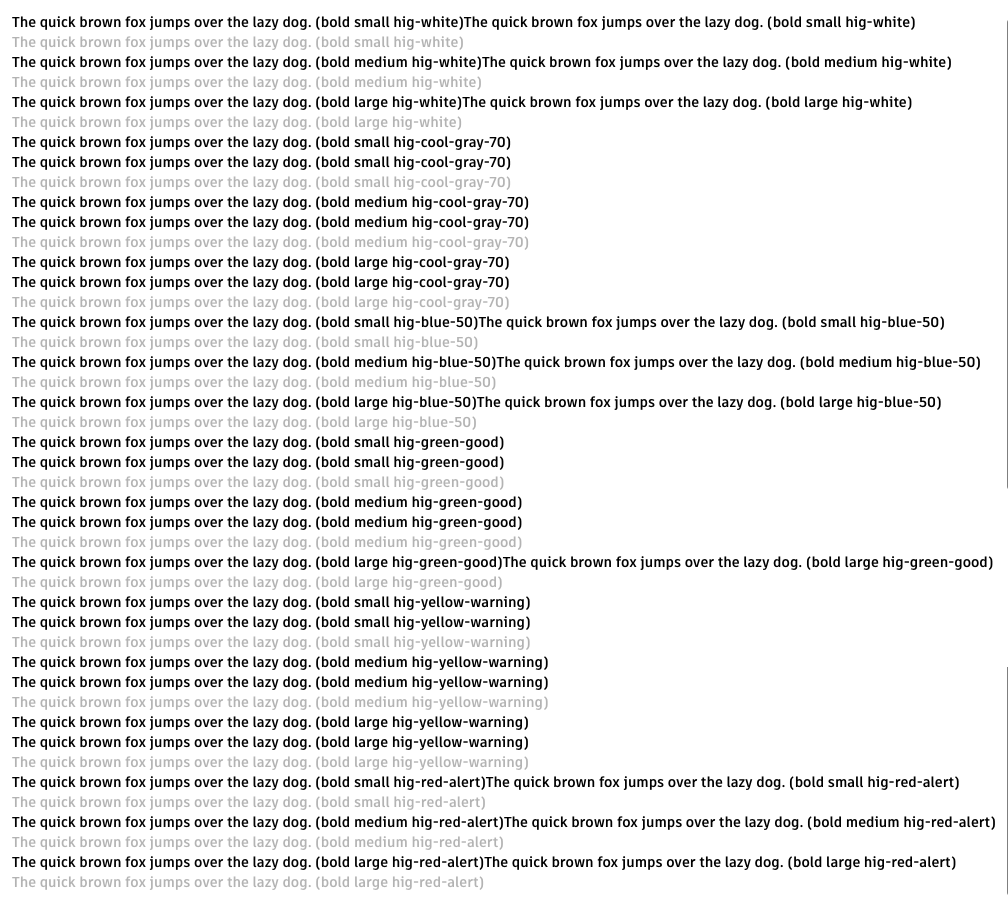 The quick brown fox jumps over the lazy dog. (bold small hig-white)The quick brown fox jumps over the lazy dog. (bold small hig-white)
The quick brown fox jumps over the lazy dog. (bold small hig-white)
The quick brown fox jumps over the lazy dog. (bold medium hig-white)The quick brown fox jumps over the lazy dog. (bold medium hig-white)
The quick brown fox jumps over the lazy dog. (bold medium hig-white)
The quick brown fox jumps over the lazy dog. (bold large hig-white)The quick brown fox jumps over the lazy dog. (bold large hig-white)
The quick brown fox jumps over the lazy dog. (bold large hig-white)
The quick brown fox jumps over the lazy dog. (bold small hig-cool-gray-70)
The quick brown fox jumps over the lazy dog. (bold small hig-cool-gray-70)
The quick brown fox jumps over the lazy dog. (bold small hig-cool-gray-70)
The quick brown fox jumps over the lazy dog. (bold medium hig-cool-gray-70)
The quick brown fox jumps over the lazy dog. (bold medium hig-cool-gray-70)
The quick brown fox jumps over the lazy dog. (bold medium hig-cool-gray-70)
The quick brown fox jumps over the lazy dog. (bold large hig-cool-gray-70)
The quick brown fox jumps over the lazy dog. (bold large hig-cool-gray-70)
The quick brown fox jumps over the lazy dog. (bold large hig-cool-gray-70)
The quick brown fox jumps over the lazy dog. (bold small hig-blue-50)The quick brown fox jumps over the lazy dog. (bold small hig-blue-50)
The quick brown fox jumps over the lazy dog. (bold small hig-blue-50)
The quick brown fox jumps over the lazy dog. (bold medium hig-blue-50)The quick brown fox jumps over the lazy dog. (bold medium hig-blue-50)
The quick brown fox jumps over the lazy dog. (bold medium hig-blue-50)
The quick brown fox jumps over the lazy dog. (bold large hig-blue-50)The quick brown fox jumps over the lazy dog. (bold large hig-blue-50)
The quick brown fox jumps over the lazy dog. (bold large hig-blue-50)
The quick brown fox jumps over the lazy dog. (bold small hig-green-good)
The quick brown fox jumps over the lazy dog. (bold small hig-green-good)
The quick brown fox jumps over the lazy dog. (bold small hig-green-good)
The quick brown fox jumps over the lazy dog. (bold medium hig-green-good)
The quick brown fox jumps over the lazy dog. (bold medium hig-green-good)
The quick brown fox jumps over the lazy dog. (bold medium hig-green-good)
The quick brown fox jumps over the lazy dog. (bold large hig-green-good)The quick brown fox jumps over the lazy dog. (bold large hig-green-good)
The quick brown fox jumps over the lazy dog. (bold large hig-green-good)
The quick brown fox jumps over the lazy dog. (bold small hig-yellow-warning)
The quick brown fox jumps over the lazy dog. (bold small hig-yellow-warning)
The quick brown fox jumps over the lazy dog. (bold small hig-yellow-warning)
The quick brown fox jumps over the lazy dog. (bold medium hig-yellow-warning)
The quick brown fox jumps over the lazy dog. (bold medium hig-yellow-warning)
The quick brown fox jumps over the lazy dog. (bold medium hig-yellow-warning)
The quick brown fox jumps over the lazy dog. (bold large hig-yellow-warning)
The quick brown fox jumps over the lazy dog. (bold large hig-yellow-warning)
The quick brown fox jumps over the lazy dog. (bold large hig-yellow-warning)
The quick brown fox jumps over the lazy dog. (bold small hig-red-alert)The quick brown fox jumps over the lazy dog. (bold small hig-red-alert)
The quick brown fox jumps over the lazy dog. (bold small hig-red-alert)
The quick brown fox jumps over the lazy dog. (bold medium hig-red-alert)The quick brown fox jumps over the lazy dog. (bold medium hig-red-alert)
The quick brown fox jumps over the lazy dog. (bold medium hig-red-alert)
The quick brown fox jumps over the lazy dog. (bold large hig-red-alert)The quick brown fox jumps over the lazy dog. (bold large hig-red-alert)
The quick brown fox jumps over the lazy dog. (bold large hig-red-alert)